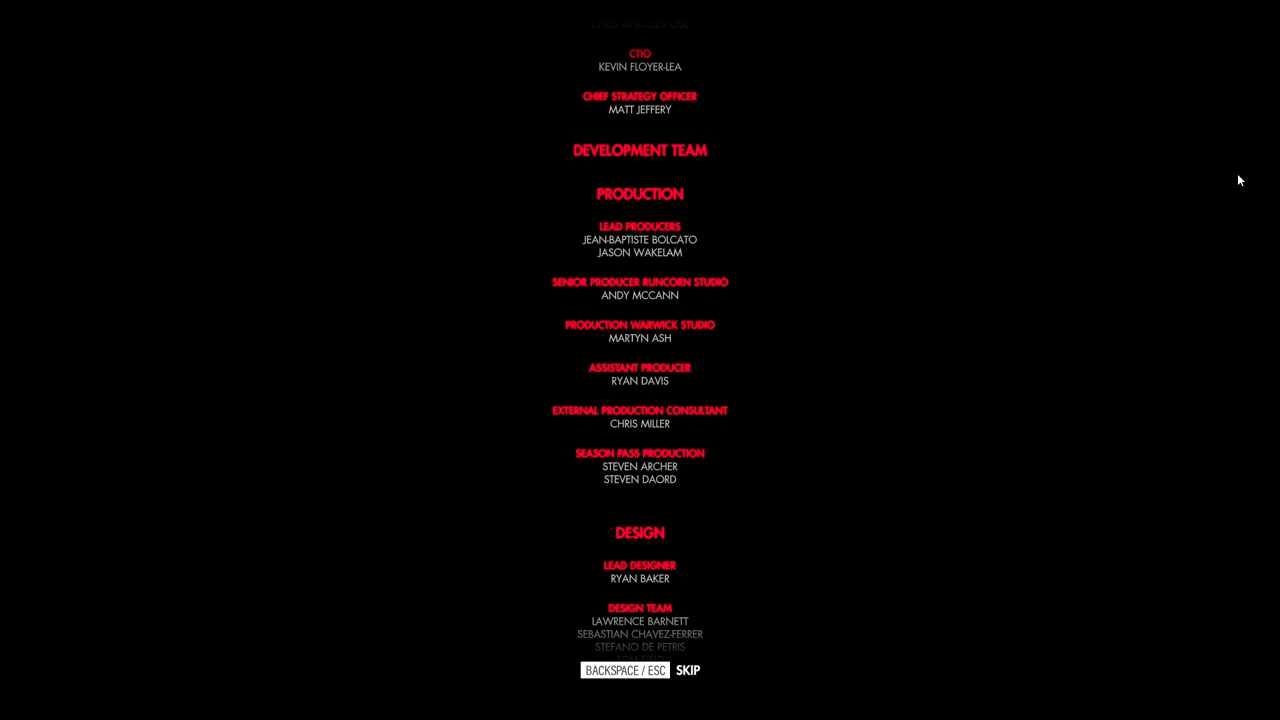 CHRIS KINGSLEY OBE
CTIO
KEVIN FLOYER-LEA
CHIEF STRATEGY OFFICER
MATT JEFFERY
DEVELOPMENT TEAM
PRODUCTION
LEAD PRODUCERS
JEAN-BAPTISTE BOLCATO
JASON WAKELAM
SENIOR PRODUCER RUNCORN STUDIO
ANDY MCCANN
PRODUCTION WARWICK STUDIO
MARTYN ASH
ASSISTANT PRODUCER
RYAN DAVIS
EXTERNAL PRODUCTION CONSULTANT
CHRIS MILLER
SEASON PASS PRODUCTION
STEVEN ARCHER
STEVEN DAORD
DESIGN
LEAD DESIGNER
RYAN BAKER
DESIGN TEAM
LAWRENCE BARNETT
SEBASTIAN CHAVEZ-FERRER
STEFANO DE PETRIS
BACKSPACE / ESC SKIP